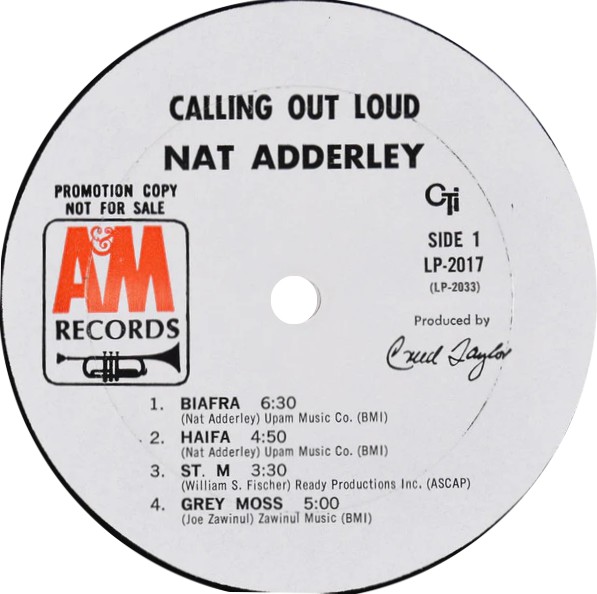 CALLING OUT LOUD
NAT ADDERLEY
PROMOTION COPY
NOT FOR SALE
A&M
RECORDS
CTi
SIDE 1
LP-2017
(LP-2033)
Produced by
Creed Taylor
1. BIAFRA 6:30
(Nat Adderley) Upam Music Co. (BMI)
2. HAIFA 4:50
(Nat Adderley) Upam Music Co. (BMI)
3. ST. M 3:30
(William S. Fischer) Ready Productions Inc. (ASCAP)
4. GREY MOSS 5:00
(Joe Zawinul) Zawinul Music (BMI)